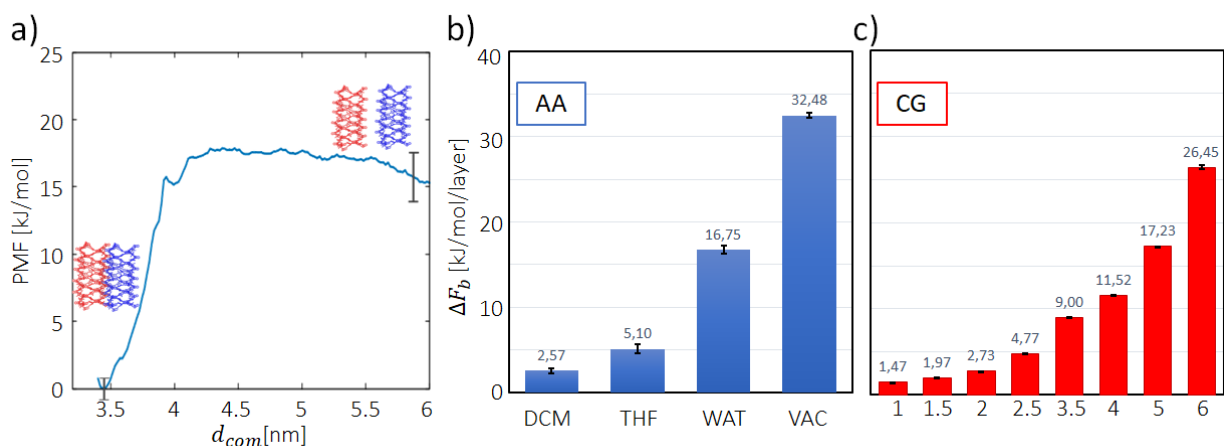 a)
25
20
15
10
5
0
PMF [kJ/mol]
3.5 4 4.5 5 5.5 6
d_com[nm]
b)
40
30
20
10
0
ΔF_b [kJ/mol/layer]
AA
2,57
5,10
16,75
32,48
DCM THF WAT VAC
c)
CG
1,47
1,97
2,73
4,77
9,00
11,52
17,23
26,45
1 1.5 2 2.5 3.5 4 5 6